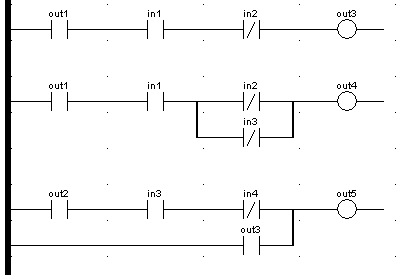 out1 in1 in2 out3
out1 in1 in2 out4
in3
out2 in3 in4 out5
out3